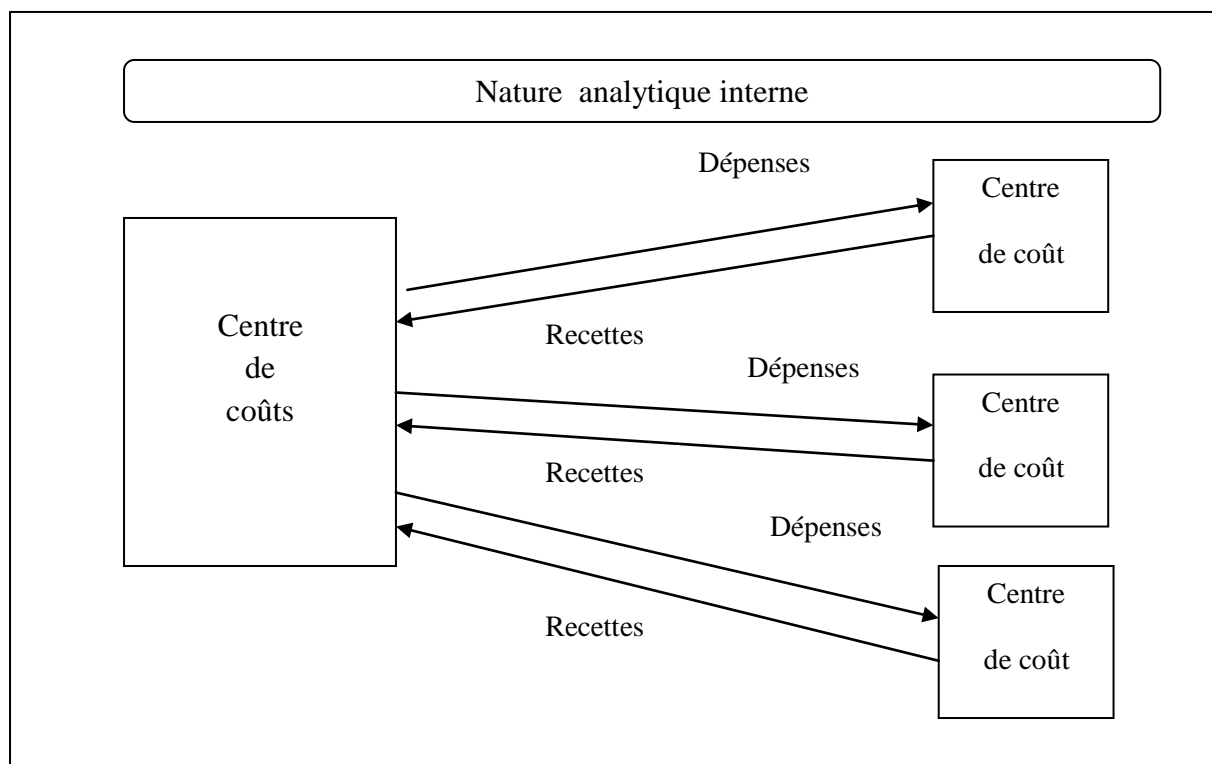 Nature analytique interne
Dépenses
Centre
de coût
Centre
de
coûts
Recettes
Dépenses
Centre
de coût
Recettes
Dépenses
Centre
de coût
Recettes